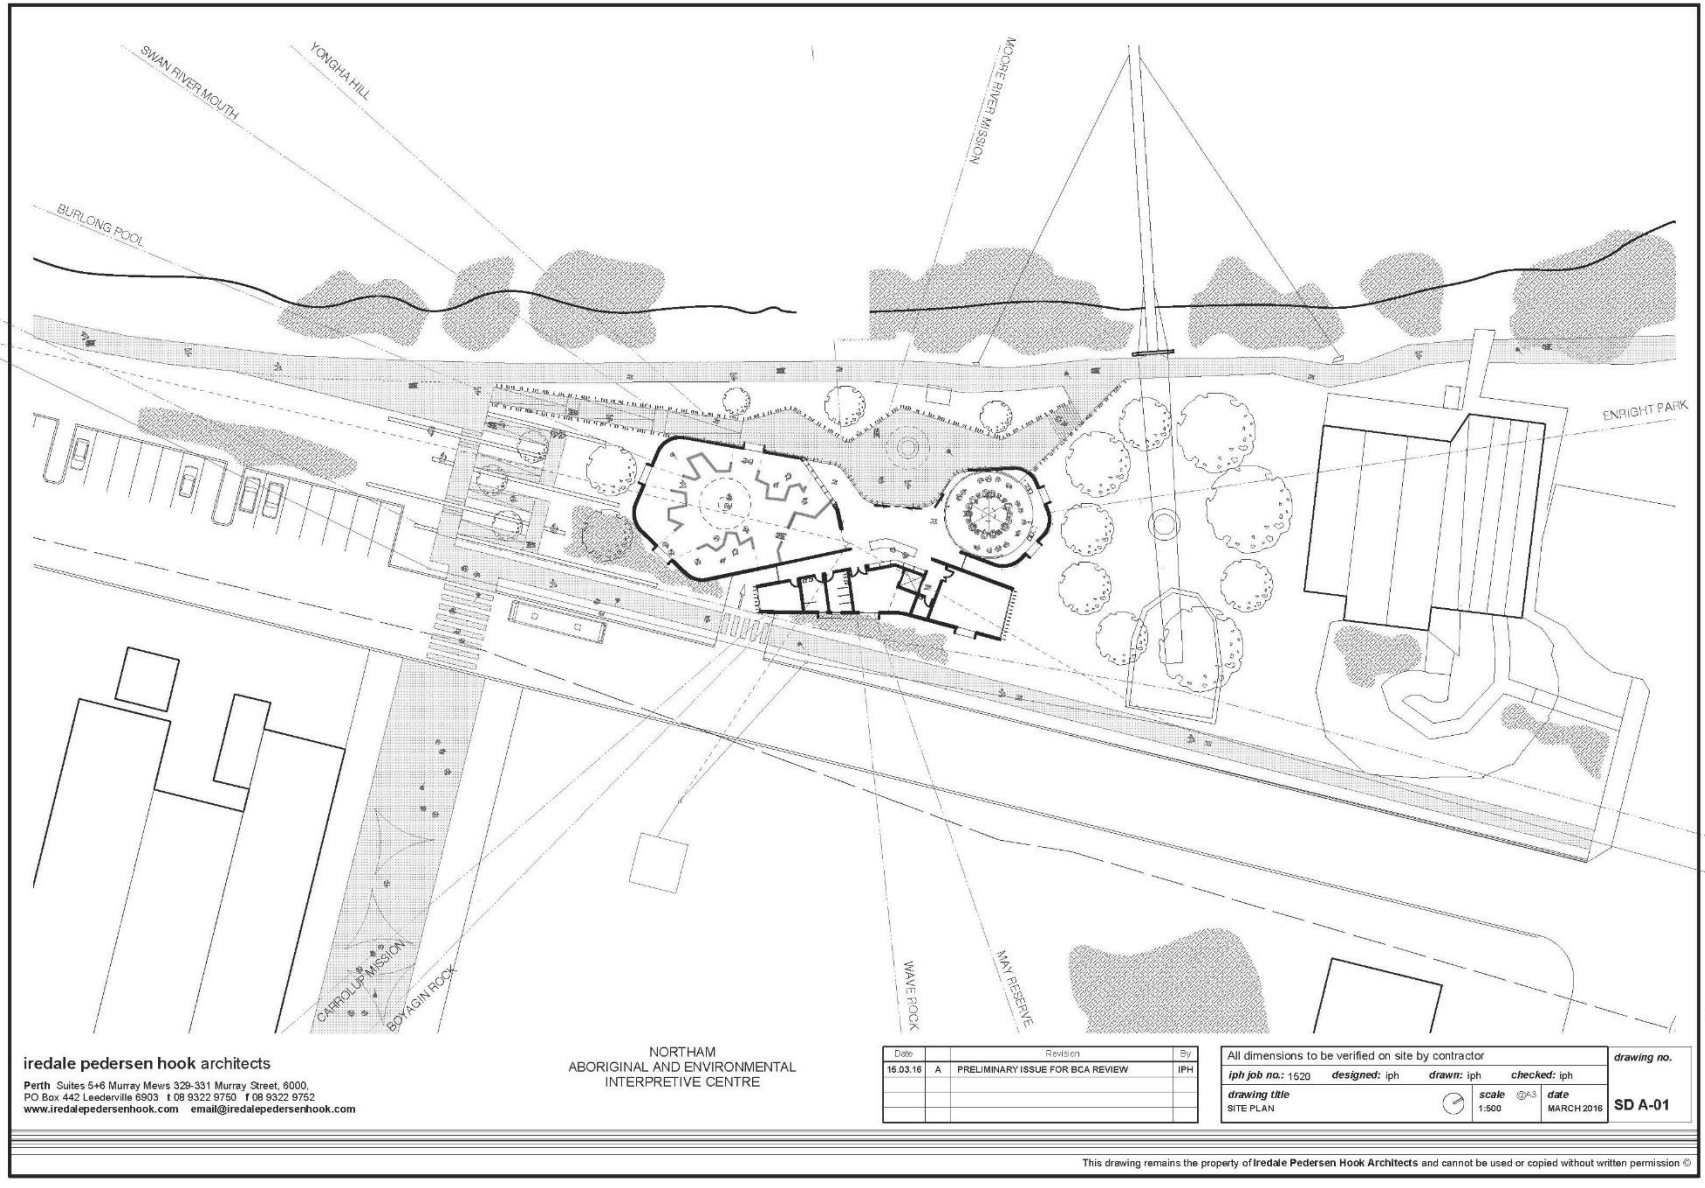 YONGHA HILL
SWAN RIVER MOUTH
MOORE RIVER MISSION
BURLONG POOL
ENRIGHT PARK
CARROLUP MISSION
BOYAGIN ROCK
WAVE ROCK
MAY RESERVE
iredale pedersen hook architects
Perth Suites 5+6 Murray Mews 329-331 Murray Street, 6000,
PO Box 442 Leederville 6903 t 08 9322 9750 f 08 9322 9752
www.iredalepedersenhook.com email@iredalepedersenhook.com
NORTHAM
ABORIGINAL AND ENVIRONMENTAL
INTERPRETIVE CENTRE
Date Revision By
15.03.16 A PRELIMINARY ISSUE FOR BCA REVIEW IPH
All dimensions to be verified on site by contractor
iph job no.: 1520 designed: iph drawn: iph checked: iph
drawing title
SITE PLAN
scale @A3
1:500
date
MARCH 2016
drawing no.
SD A-01
This drawing remains the property of Iredale Pedersen Hook Architects and cannot be used or copied without written permission ©